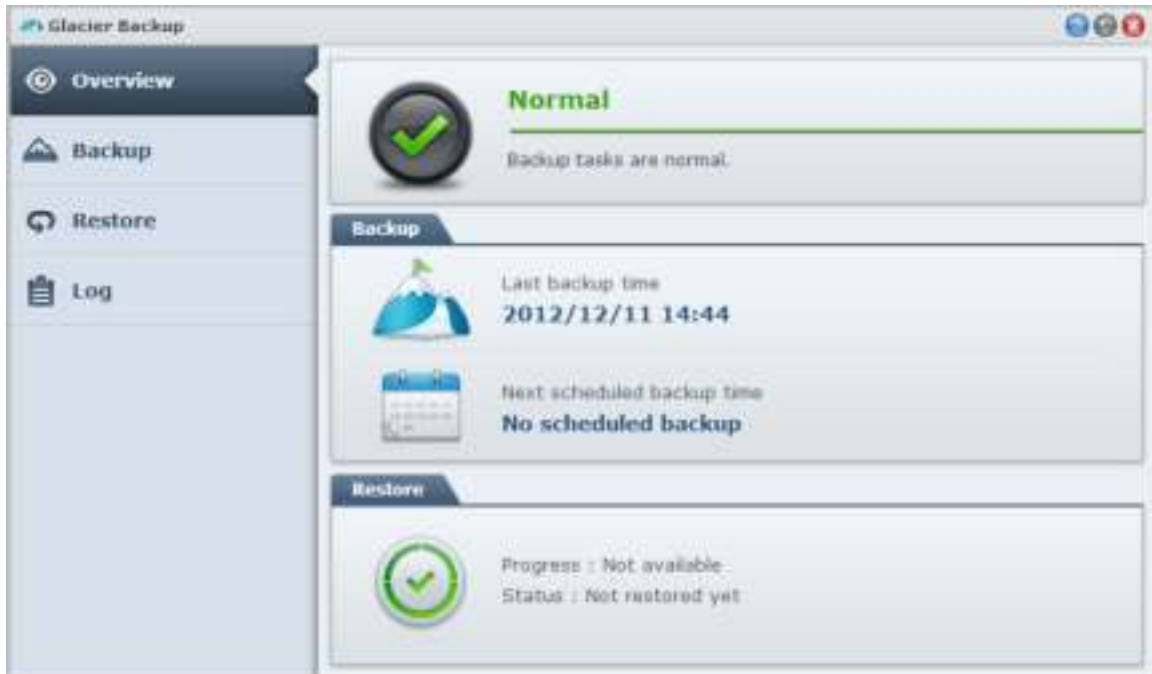 Glacier Backup
Overview
Backup
Restore
Log
Normal
Backup tasks are normal.
Backup
Last backup time
2012/12/11 14:44
Next scheduled backup time
No scheduled backup
Restore
Progress : Not available
Status : Not restored yet